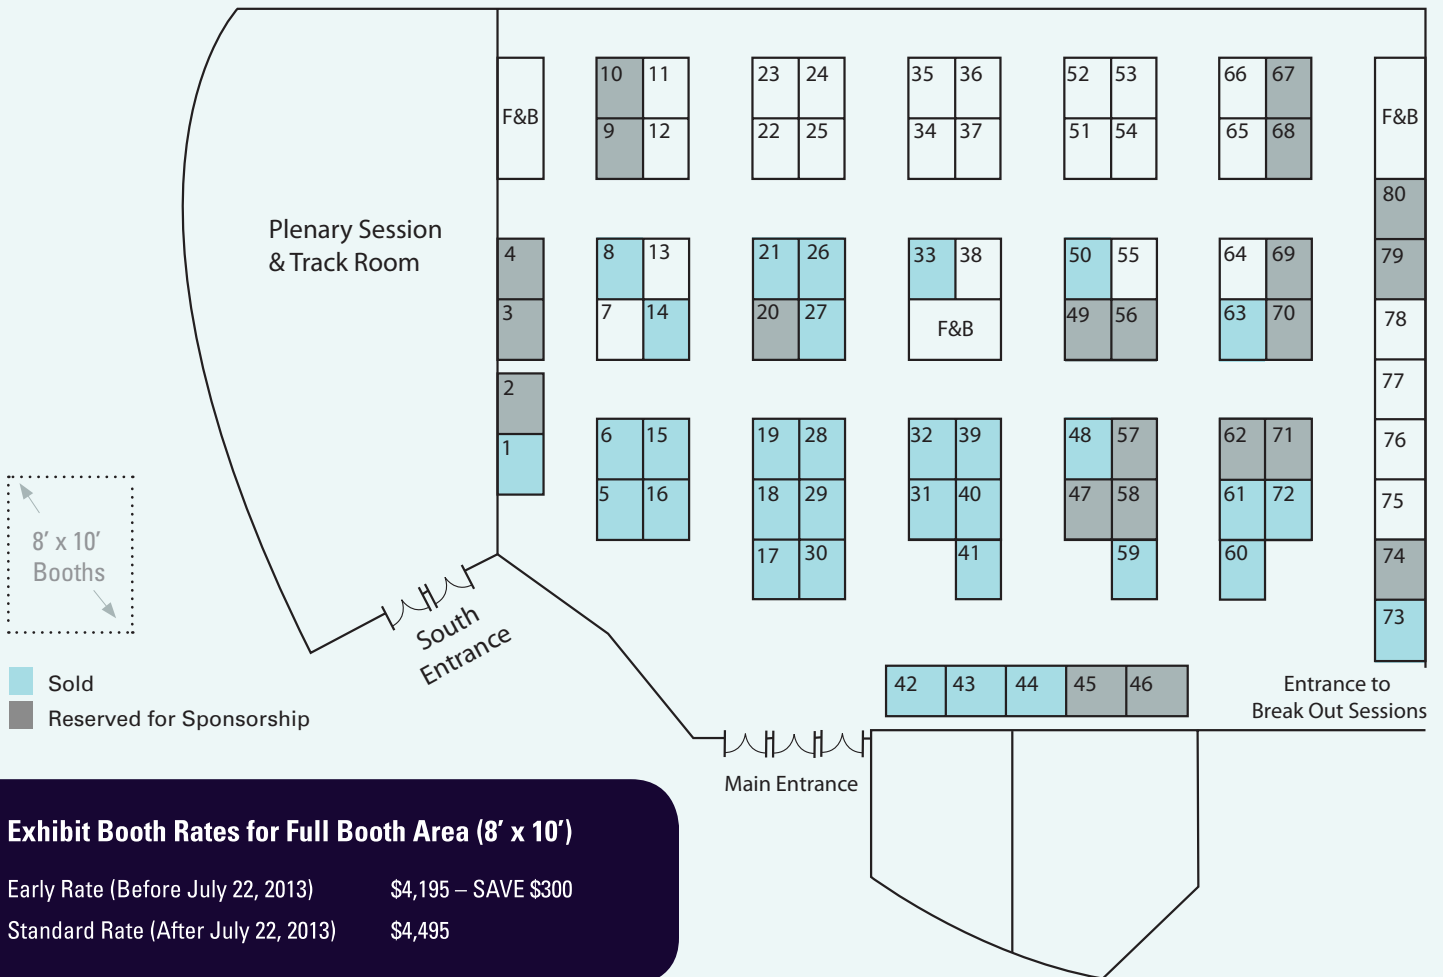 10 11 23 24 35 36 52 53 66 67
F&B F&B
9 12 22 25 34 37 51 54 65 68
80
Plenary Session
& Track Room
4 8 13 21 26 33 38 50 55 64 69 79
3 7 14 20 27 F&B 49 56 63 70 78
2 77
1 6 15 19 28 32 39 48 57 62 71 76
5 16 18 29 31 40 47 58 61 72 75
8’ x 10’
Booths
17 30 41 59 60 74
South
Entrance
73
Sold
Reserved for Sponsorship
42 43 44 45 46
Entrance to
Break Out Sessions
Main Entrance
Exhibit Booth Rates for Full Booth Area (8’ x 10’)
Early Rate (Before July 22, 2013) $4,195 – SAVE $300
Standard Rate (After July 22, 2013) $4,495